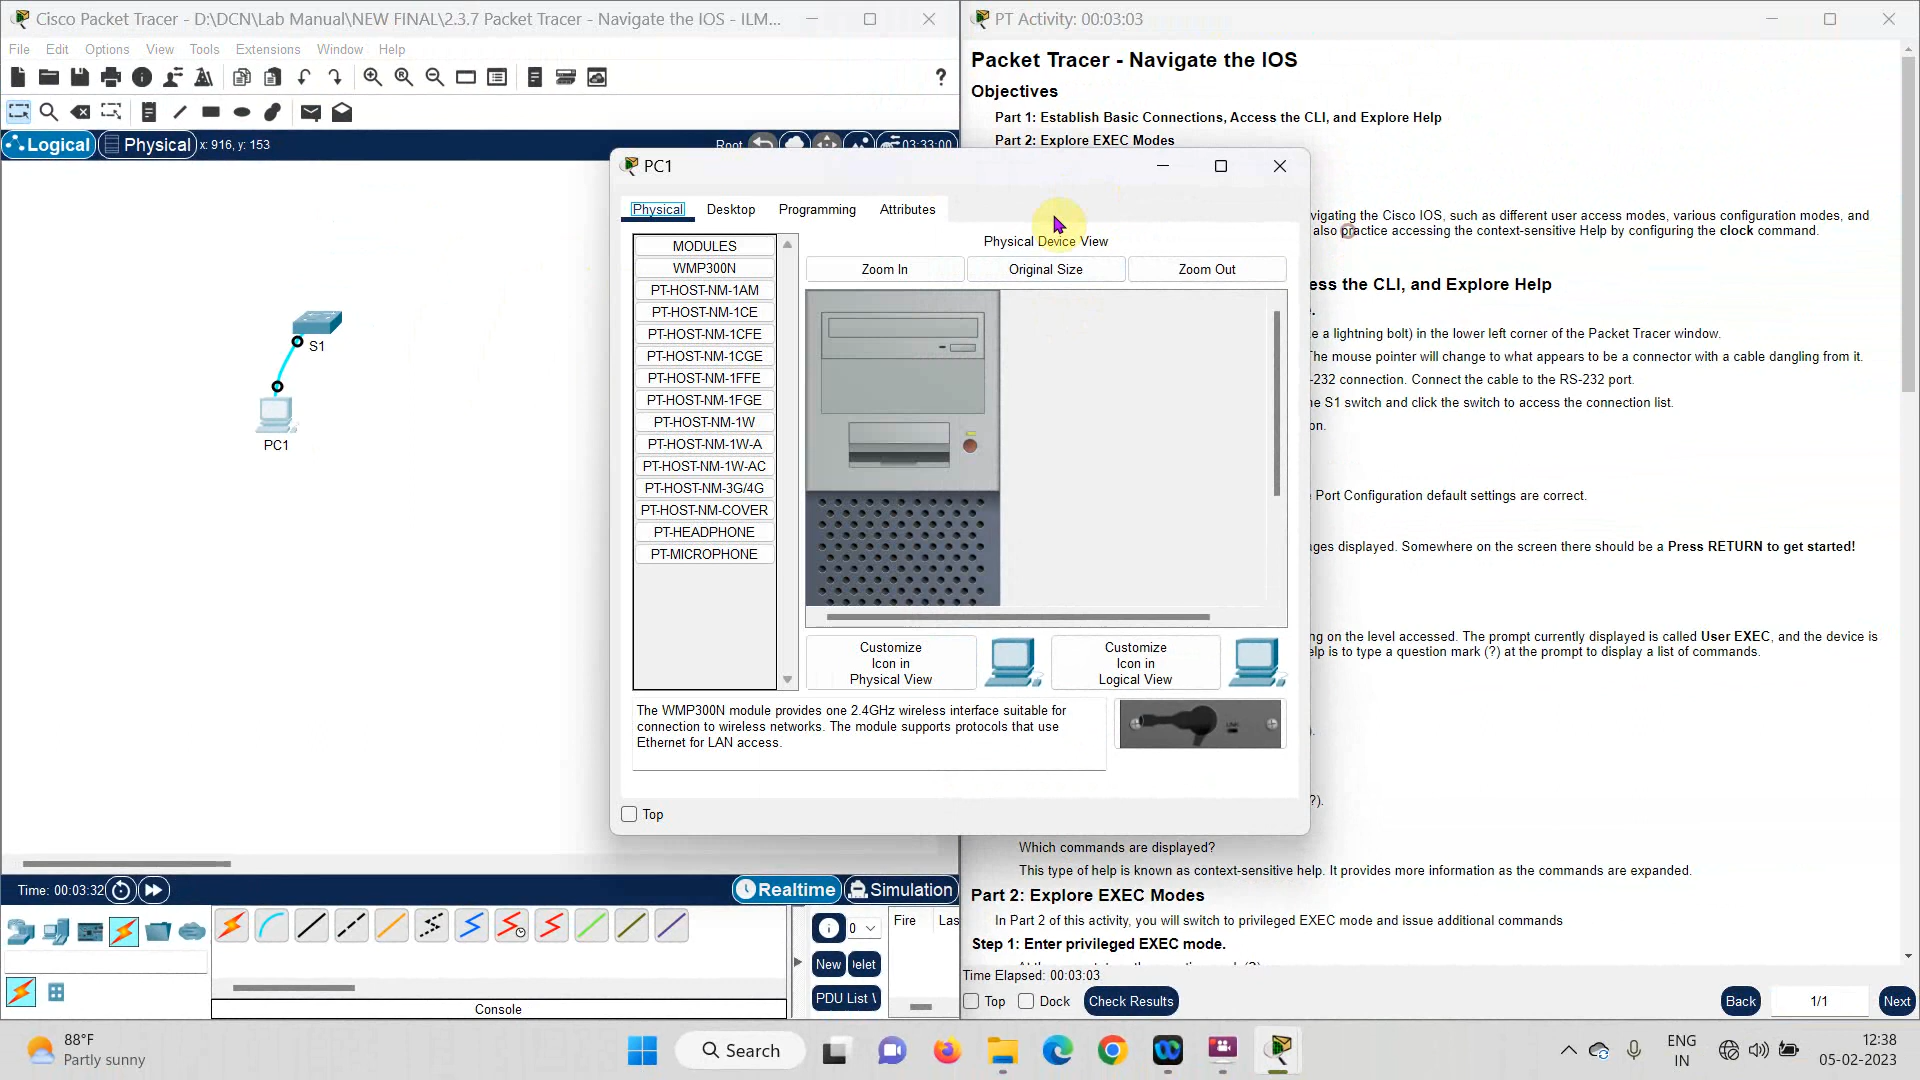 Cisco Packet Tracer - D:\DCN\Lab Manual\NEW FINAL\2.3.7 Packet Tracer - Navigate the IOS - ILM...
File Edit Options View Tools Extensions Window Help
?
Logical Physical x: 916, y: 153
Root 03:33:00
S1
PC1
PC1
Physical Desktop Programming Attributes
MODULES
WMP300N
PT-HOST-NM-1AM
PT-HOST-NM-1CE
PT-HOST-NM-1CFE
PT-HOST-NM-1CGE
PT-HOST-NM-1FFE
PT-HOST-NM-1FGE
PT-HOST-NM-1W
PT-HOST-NM-1W-A
PT-HOST-NM-1W-AC
PT-HOST-NM-3G/4G
PT-HOST-NM-COVER
PT-HEADPHONE
PT-MICROPHONE
Physical Device View
Zoom In Original Size Zoom Out
Customize
Icon in
Physical View
Customize
Icon in
Logical View
The WMP300N module provides one 2.4GHz wireless interface suitable for
connection to wireless networks. The module supports protocols that use
Ethernet for LAN access.
Top
PT Activity: 00:03:03
Packet Tracer - Navigate the IOS
Objectives
Part 1: Establish Basic Connections, Access the CLI, and Explore Help
Part 2: Explore EXEC Modes
vigating the Cisco IOS, such as different user access modes, various configuration modes, and
also practice accessing the context-sensitive Help by configuring the clock command.
ess the CLI, and Explore Help
e a lightning bolt) in the lower left corner of the Packet Tracer window.
The mouse pointer will change to what appears to be a connector with a cable dangling from it.
-232 connection. Connect the cable to the RS-232 port.
ne S1 switch and click the switch to access the connection list.
on.
Port Configuration default settings are correct.
ages displayed. Somewhere on the screen there should be a Press RETURN to get started!
ng on the level accessed. The prompt currently displayed is called User EXEC, and the device is
elp is to type a question mark (?) at the prompt to display a list of commands.
).
?).
Which commands are displayed?
This type of help is known as context-sensitive help. It provides more information as the commands are expanded.
Part 2: Explore EXEC Modes
In Part 2 of this activity, you will switch to privileged EXEC mode and issue additional commands
Step 1: Enter privileged EXEC mode.
Time Elapsed: 00:03:03
Top Dock Check Results Back 1/1 Next
Time: 00:03:32
Realtime Simulation
0 Fire Las
New elet
PDU List \
Console
88°F
Partly sunny
Search
ENG
IN
12:38
05-02-2023